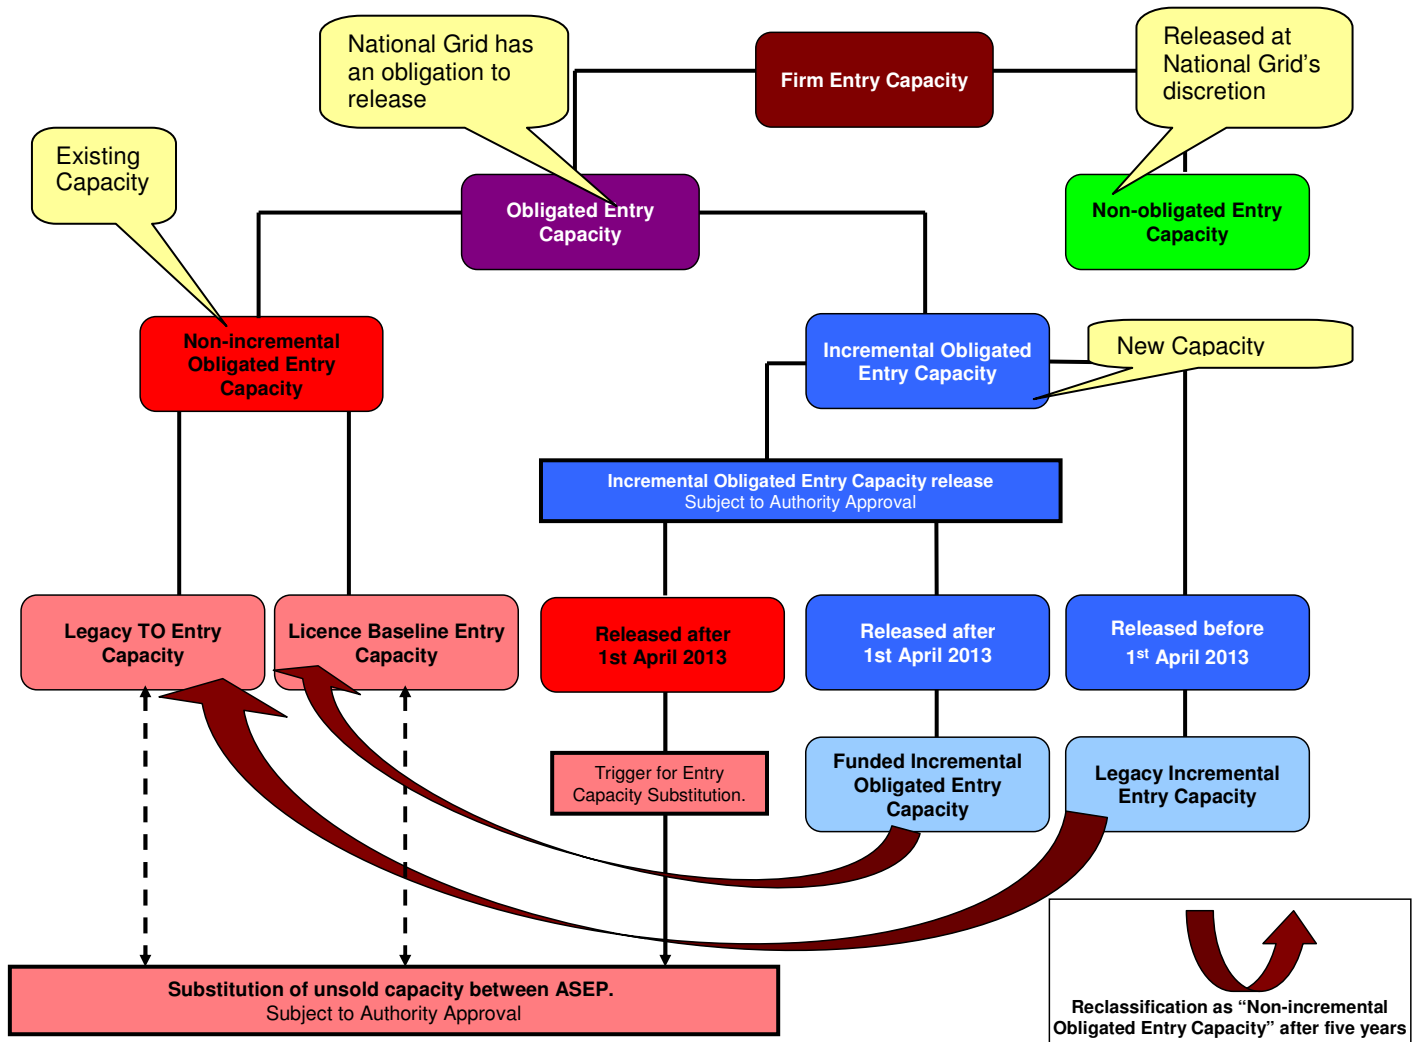 National Grid has
an obligation to
release
Firm Entry Capacity
Released at
National Grid's
discretion
Existing
Capacity
Obligated Entry
Capacity
Non-obligated Entry
Capacity
Non-incremental
Obligated Entry
Capacity
Incremental Obligated
Entry Capacity
New Capacity
Incremental Obligated Entry Capacity release
Subject to Authority Approval
Legacy TO Entry
Capacity
Licence Baseline Entry
Capacity
Released after
1st April 2013
Released after
1st April 2013
Released before
1st April 2013
Trigger for Entry
Capacity Substitution.
Funded Incremental
Obligated Entry
Capacity
Legacy Incremental
Entry Capacity
Substitution of unsold capacity between ASEP.
Subject to Authority Approval
Reclassification as “Non-incremental
Obligated Entry Capacity” after five years